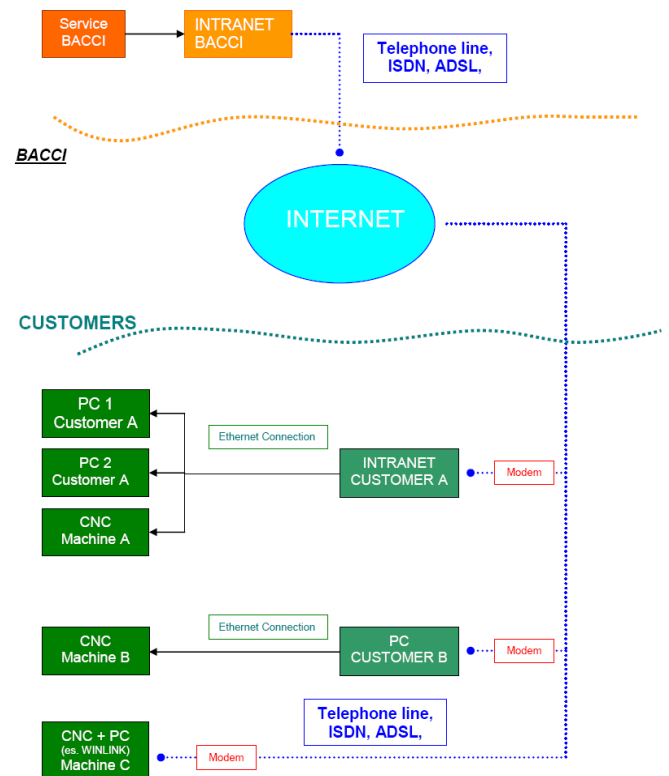 Service
BACCI
INTRANET
BACCI
Telephone line,
ISDN, ADSL,
BACCI
INTERNET
CUSTOMERS
PC 1
Customer A
Ethernet Connection
PC 2
Customer A
INTRANET
CUSTOMER A
Modem
CNC
Machine A
Ethernet Connection
CNC
Machine B
PC
CUSTOMER B
Modem
Telephone line,
ISDN, ADSL,
CNC + PC
(es. WINLINK)
Machine C
Modem